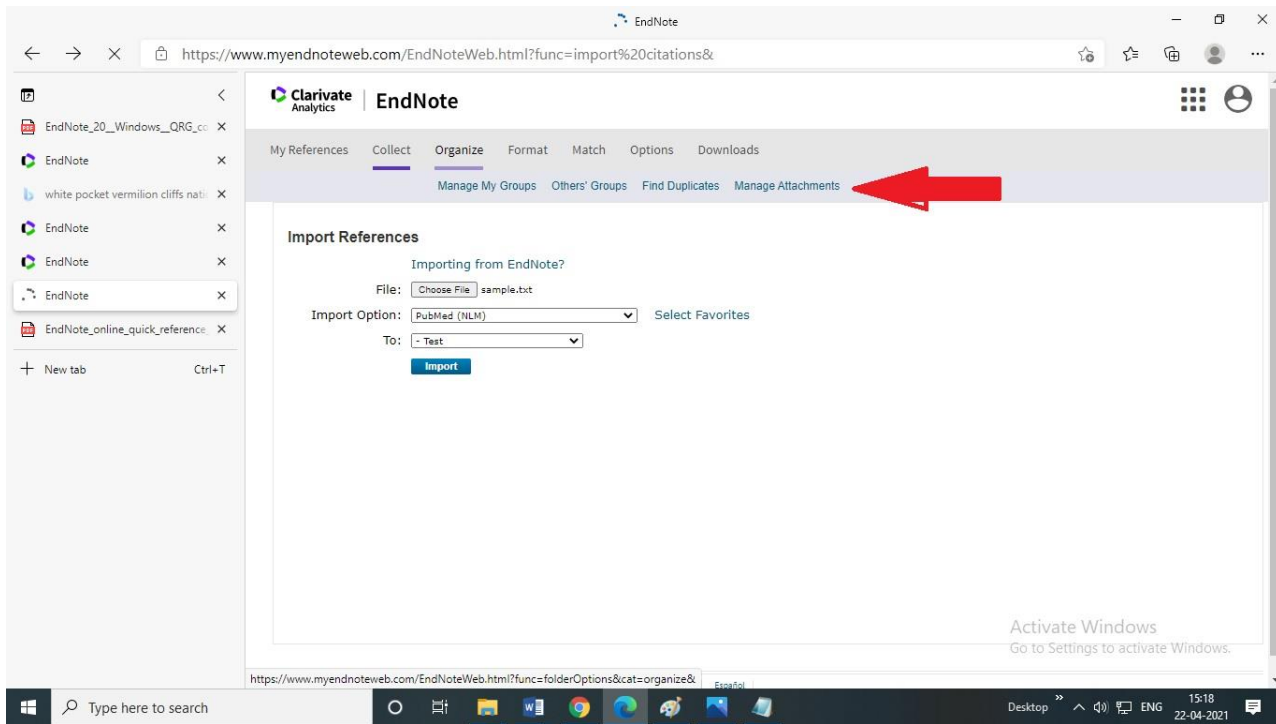 EndNote
https://www.myendnoteweb.com/EndNoteWeb.html?func=import%20citations&
EndNote_20__Windows__QRG_co
EndNote
white pocket vermilion cliffs nati
EndNote
EndNote
EndNote
EndNote_online_quick_reference
New tab Ctrl+T
Clarivate
Analytics
EndNote
My References Collect Organize Format Match Options Downloads
Manage My Groups Others' Groups Find Duplicates Manage Attachments
Import References
Importing from EndNote?
File: Choose File sample.txt
Import Option: PubMed (NLM) Select Favorites
To: - Test
Import
Activate Windows
Go to Settings to activate Windows.
https://www.myendnoteweb.com/EndNoteWeb.html?func=folderOptions&cat=organize&
Español
Type here to search
Desktop
ENG
15:18
22-04-2021